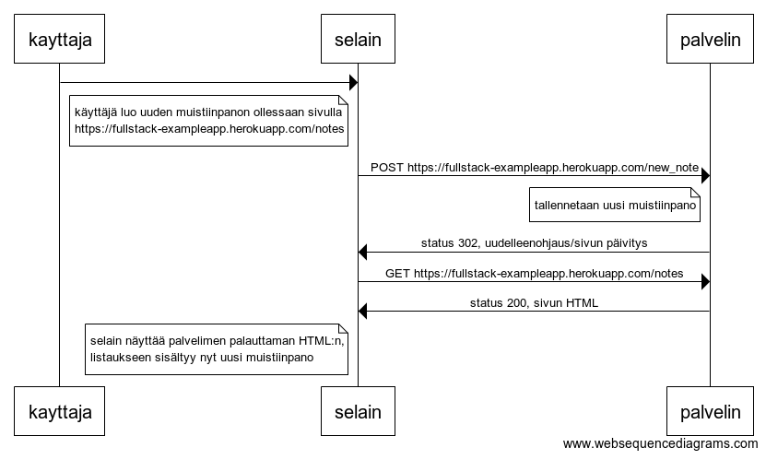 kayttaja
selain
palvelin
käyttäjä luo uuden muistiinpanon ollessaan sivulla
https://fullstack-exampleapp.herokuapp.com/notes
POST https://fullstack-exampleapp.herokuapp.com/new_note
tallennetaan uusi muistiinpano
status 302, uudelleenohjaus/sivun päivitys
GET https://fullstack-exampleapp.herokuapp.com/notes
status 200, sivun HTML
selain näyttää palvelimen palauttaman HTML:n,
listaukseen sisältyy nyt uusi muistiinpano
kayttaja
selain
palvelin
www.websequencediagrams.com